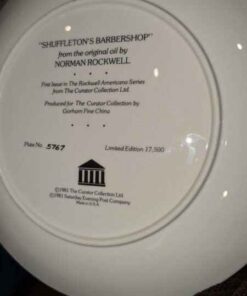 "SHUFFLETON'S BARBERSHOP"
from the original oil by
NORMAN ROCKWELL
First Issue in The Rockwell Americana Series
from The Curator Collection Ltd.
Produced for The Curator Collection by
Gorham Fine China
Plate No. 5767 Limited Edition 17,500
©1981 The Curator Collection Ltd.
©1981 Saturday Evening Post Company
Made in U.S.A.